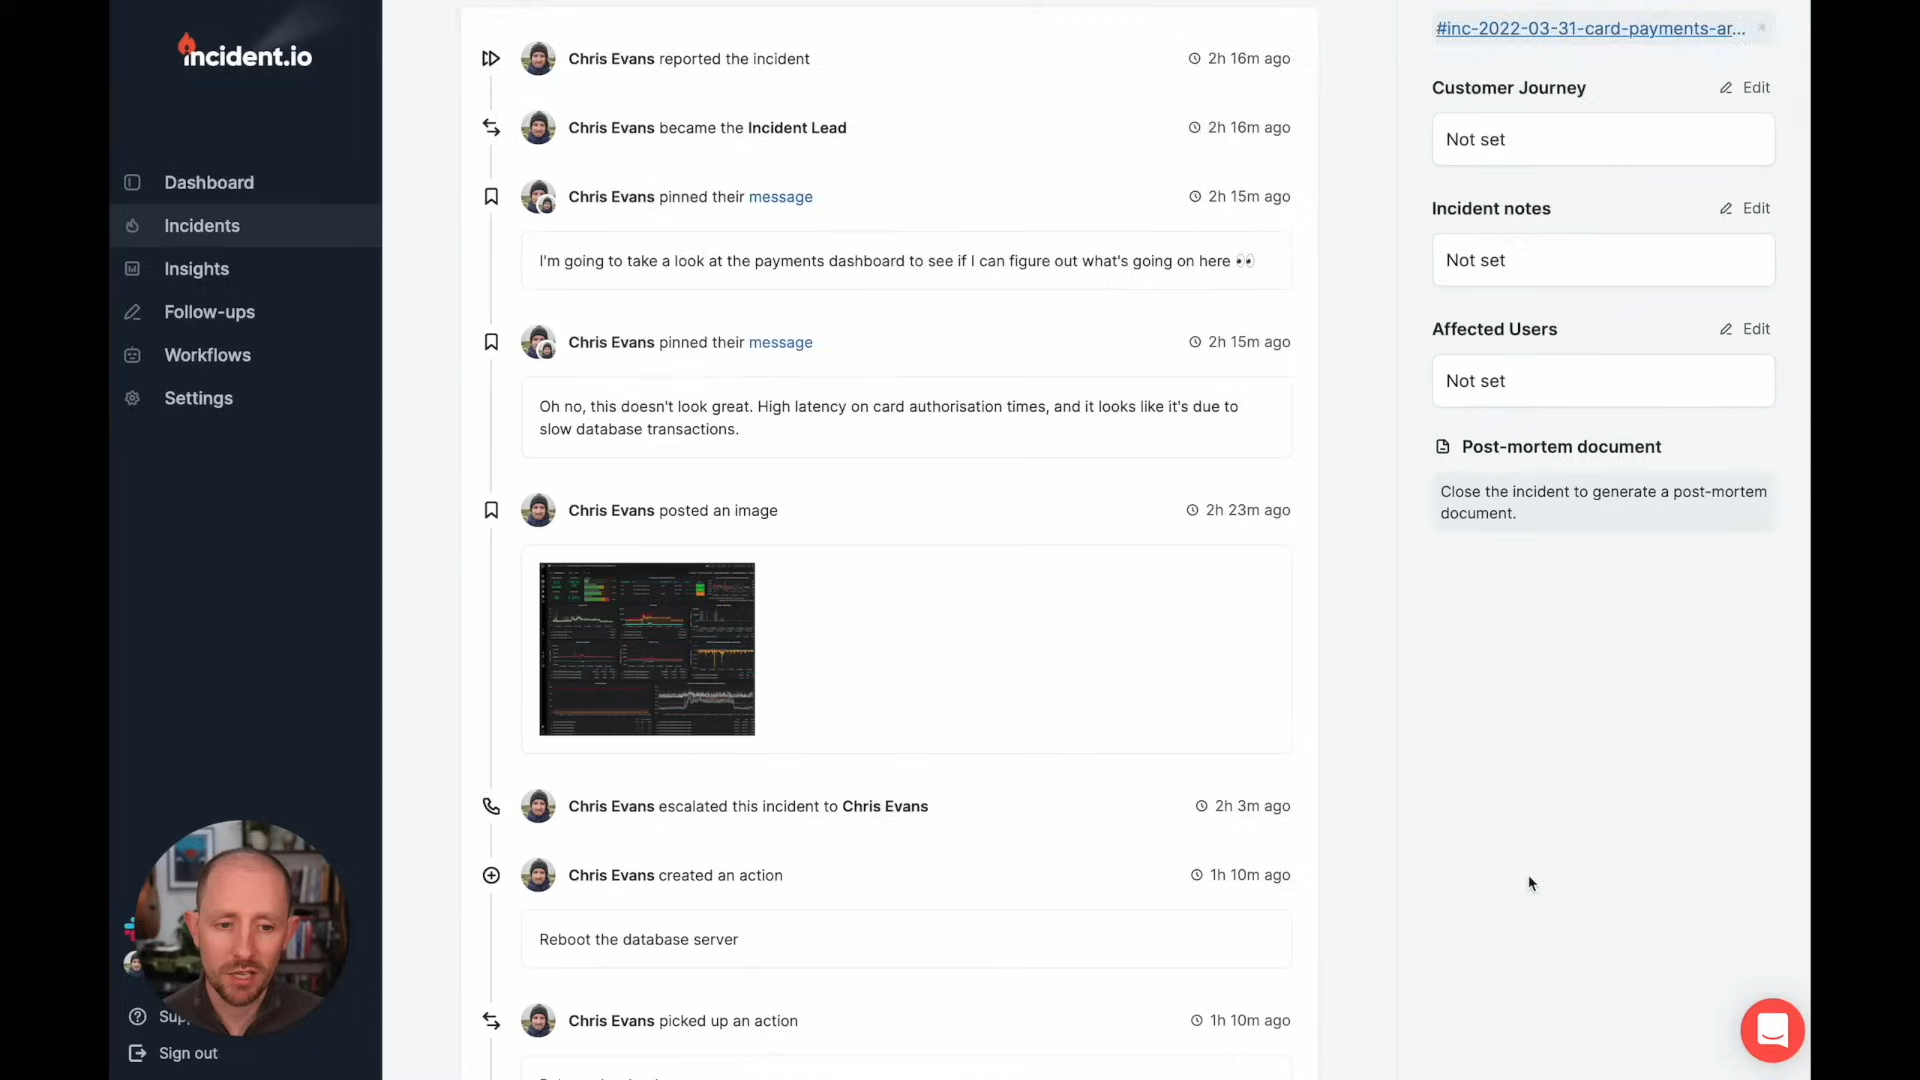 incident.io
Dashboard
Incidents
Insights
Follow-ups
Workflows
Settings
Sign out
Chris Evans reported the incident
2h 16m ago
Chris Evans became the Incident Lead
2h 16m ago
Chris Evans pinned their message
2h 15m ago
I'm going to take a look at the payments dashboard to see if I can figure out what's going on here 👀
Chris Evans pinned their message
2h 15m ago
Oh no, this doesn't look great. High latency on card authorisation times, and it looks like it's due to
slow database transactions.
Chris Evans posted an image
2h 23m ago
Chris Evans escalated this incident to Chris Evans
2h 3m ago
Chris Evans created an action
1h 10m ago
Reboot the database server
Chris Evans picked up an action
1h 10m ago
#inc-2022-03-31-card-payments-ar...
Customer Journey
Edit
Not set
Incident notes
Edit
Not set
Affected Users
Edit
Not set
Post-mortem document
Close the incident to generate a post-mortem
document.